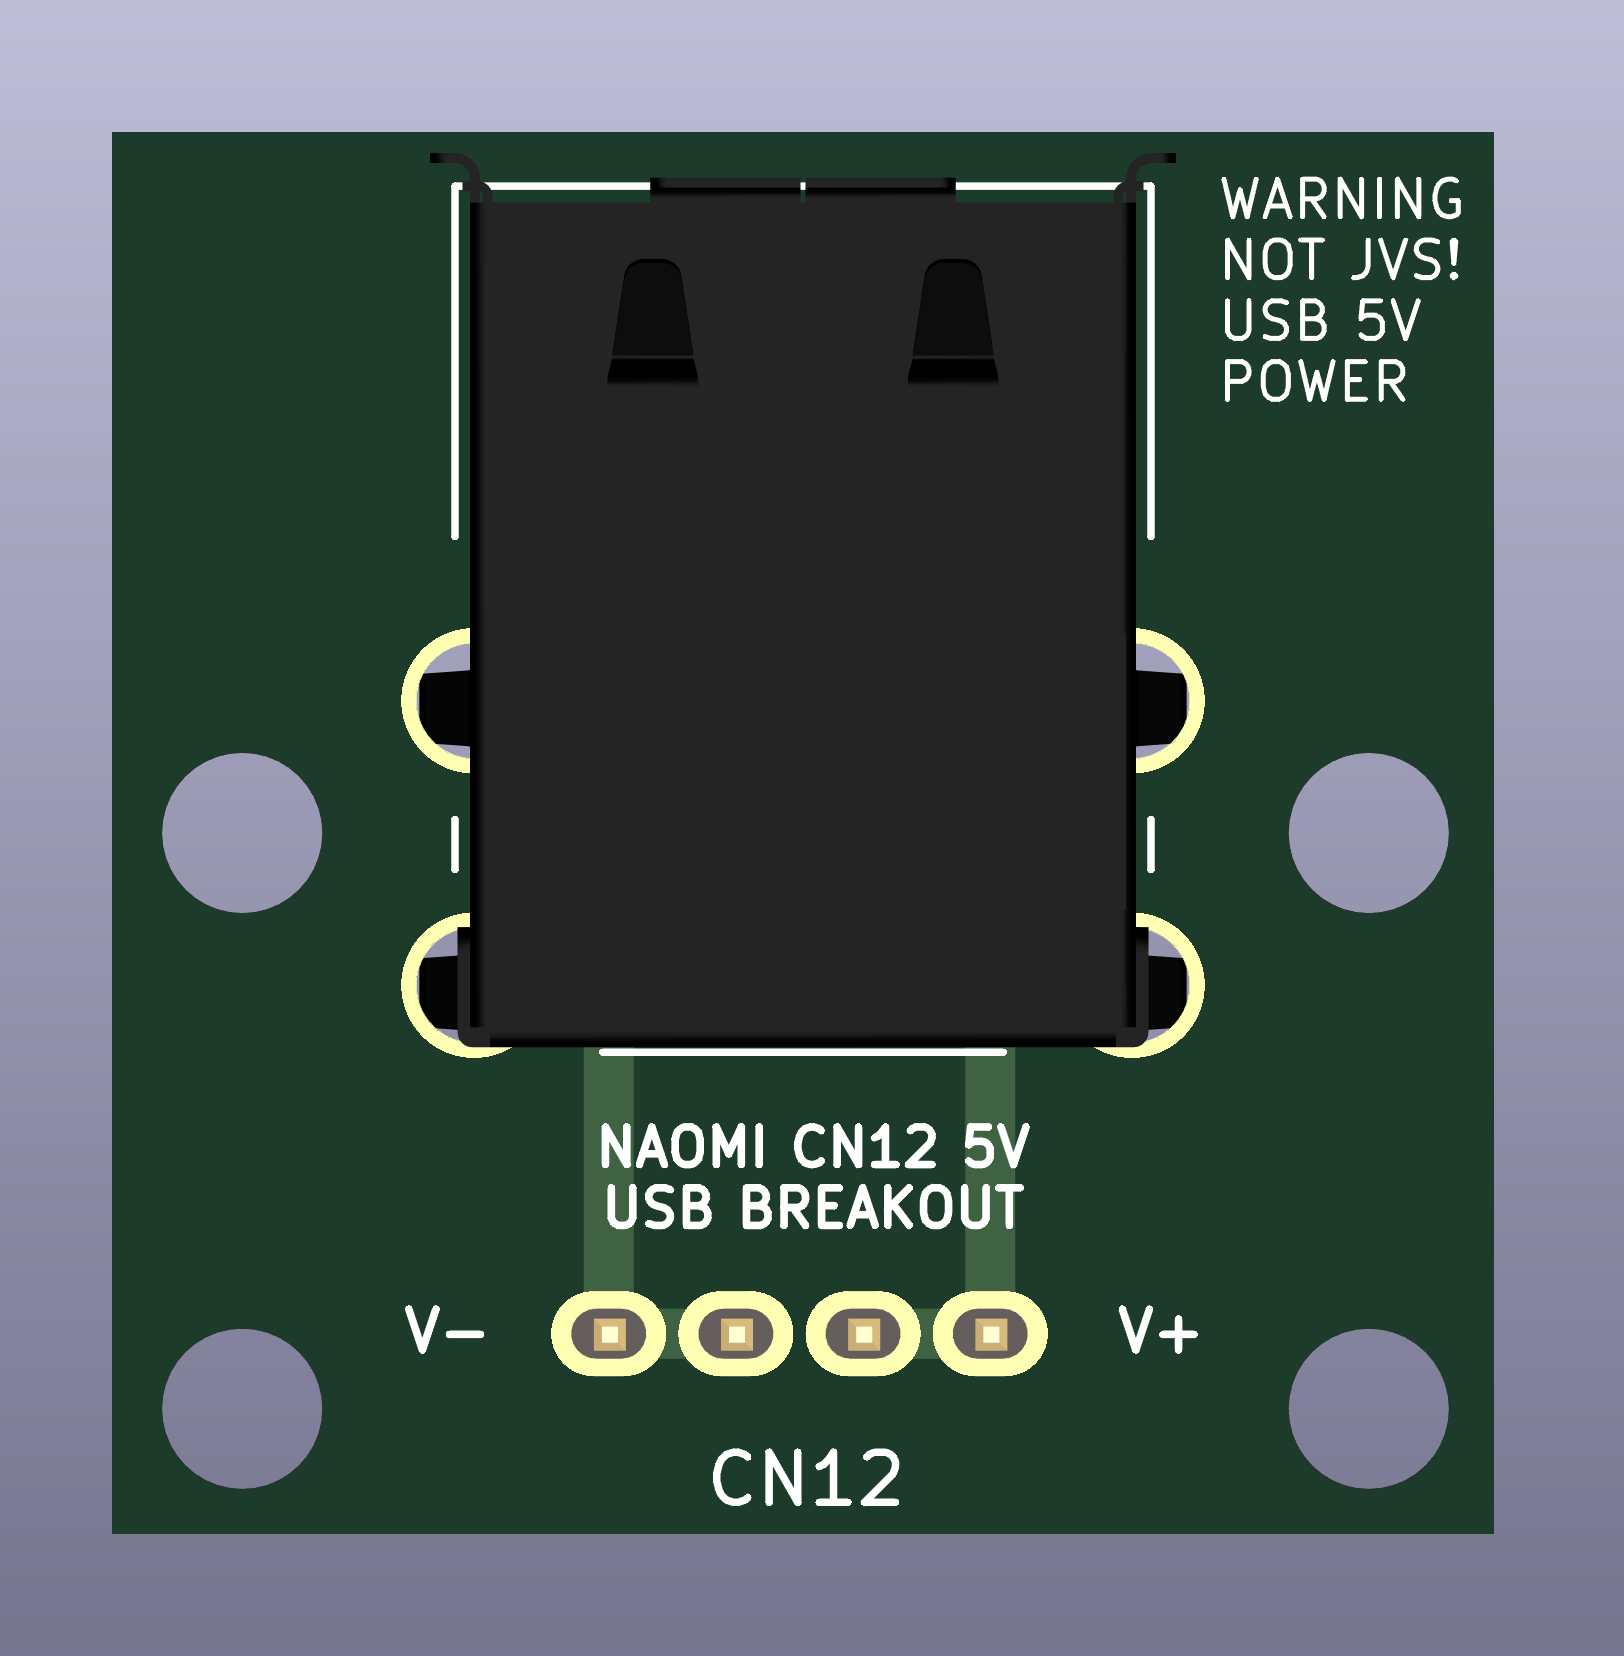 WARNING
NOT JVS!
USB 5V
POWER
NAOMI CN12 5V
USB BREAKOUT
V-
V+
CN12